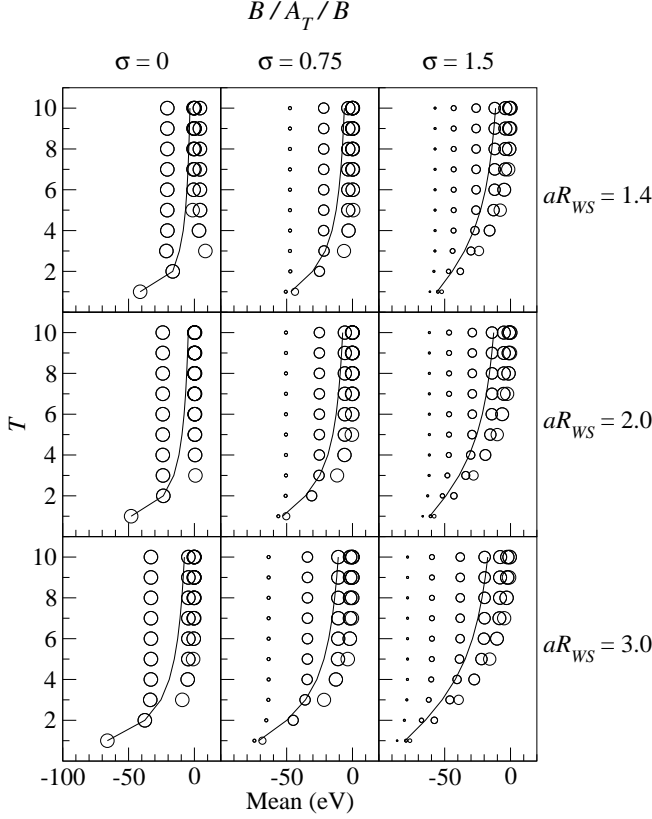 B / A_T / B
σ = 0
σ = 0.75
σ = 1.5
10
8
6
4
2
aR_WS = 1.4
10
8
6
4
2
T
aR_WS = 2.0
10
8
6
4
2
aR_WS = 3.0
-100 -50 0 -50 0 -50 0
Mean (eV)